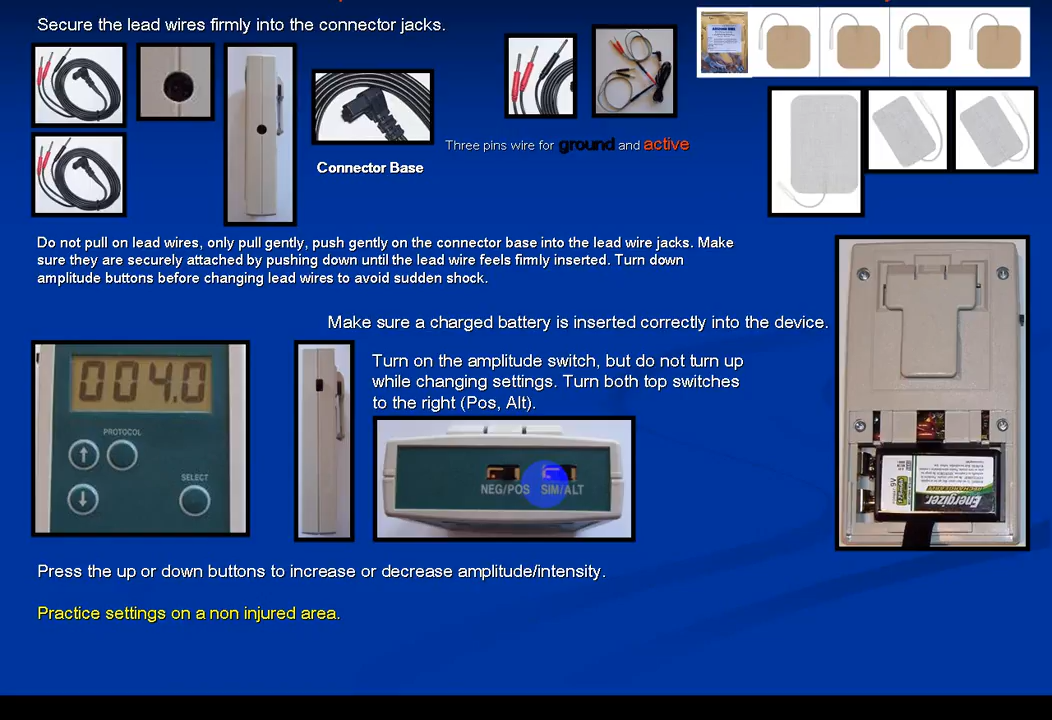 Secure the lead wires firmly into the connector jacks.
Three pins wire for ground and active
Connector Base
Do not pull on lead wires, only pull gently, push gently on the connector base into the lead wire jacks. Make
sure they are securely attached by pushing down until the lead wire feels firmly inserted. Turn down
amplitude buttons before changing lead wires to avoid sudden shock.
Make sure a charged battery is inserted correctly into the device.
Turn on the amplitude switch, but do not turn up
while changing settings. Turn both top switches
to the right (Pos, Alt).
004.0
PROTOCOL
SELECT
NEG/POS SIM/ALT
Energizer
9V
Press the up or down buttons to increase or decrease amplitude/intensity.
Practice settings on a non injured area.